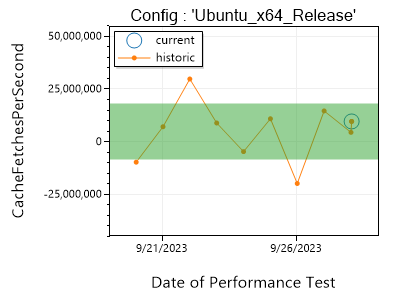 Config : 'Ubuntu_x64_Release'
50,000,000
25,000,000
0
-25,000,000
CacheFetchesPerSecond
current
historic
9/21/2023
9/26/2023
Date of Performance Test